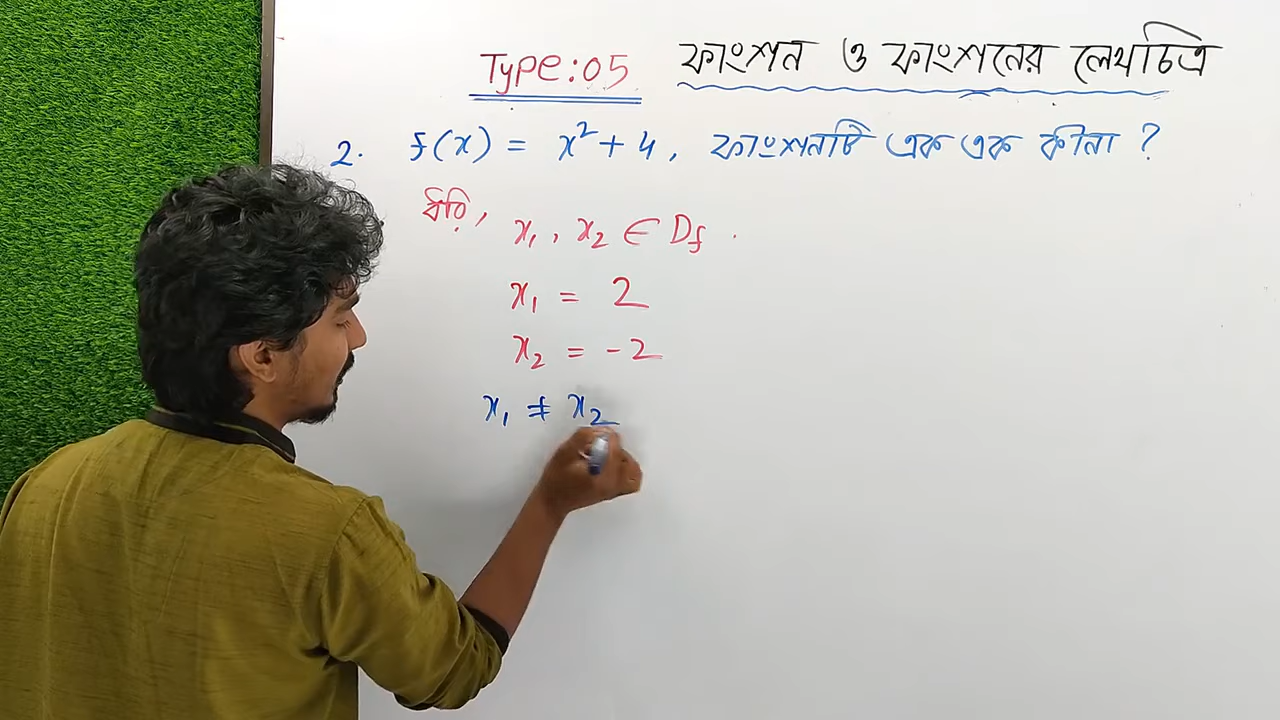 Type:05 ফাংশন ও ফাংশনের লেখচিত্র
2. f(x) = x² + 4, ফাংশনটি এক এক কীনা ?
ধরি, x₁, x₂ ∈ D_f .
x₁ = 2
x₂ = -2
x₁ ≠ x₂